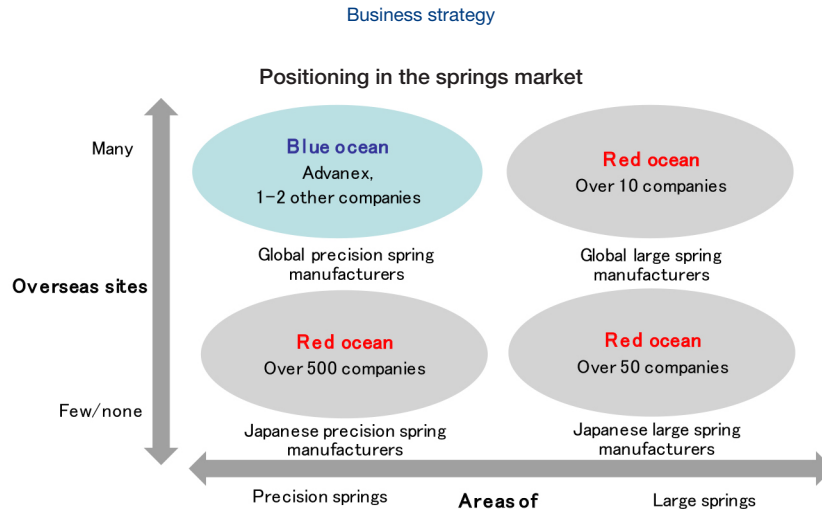 Business strategy
Positioning in the springs market
Many
Blue ocean
Advanex,
1-2 other companies
Red ocean
Over 10 companies
Global precision spring
manufacturers
Global large spring
manufacturers
Overseas sites
Red ocean
Over 500 companies
Red ocean
Over 50 companies
Few/none
Japanese precision spring
manufacturers
Japanese large spring
manufacturers
Precision springs
Areas of
Large springs